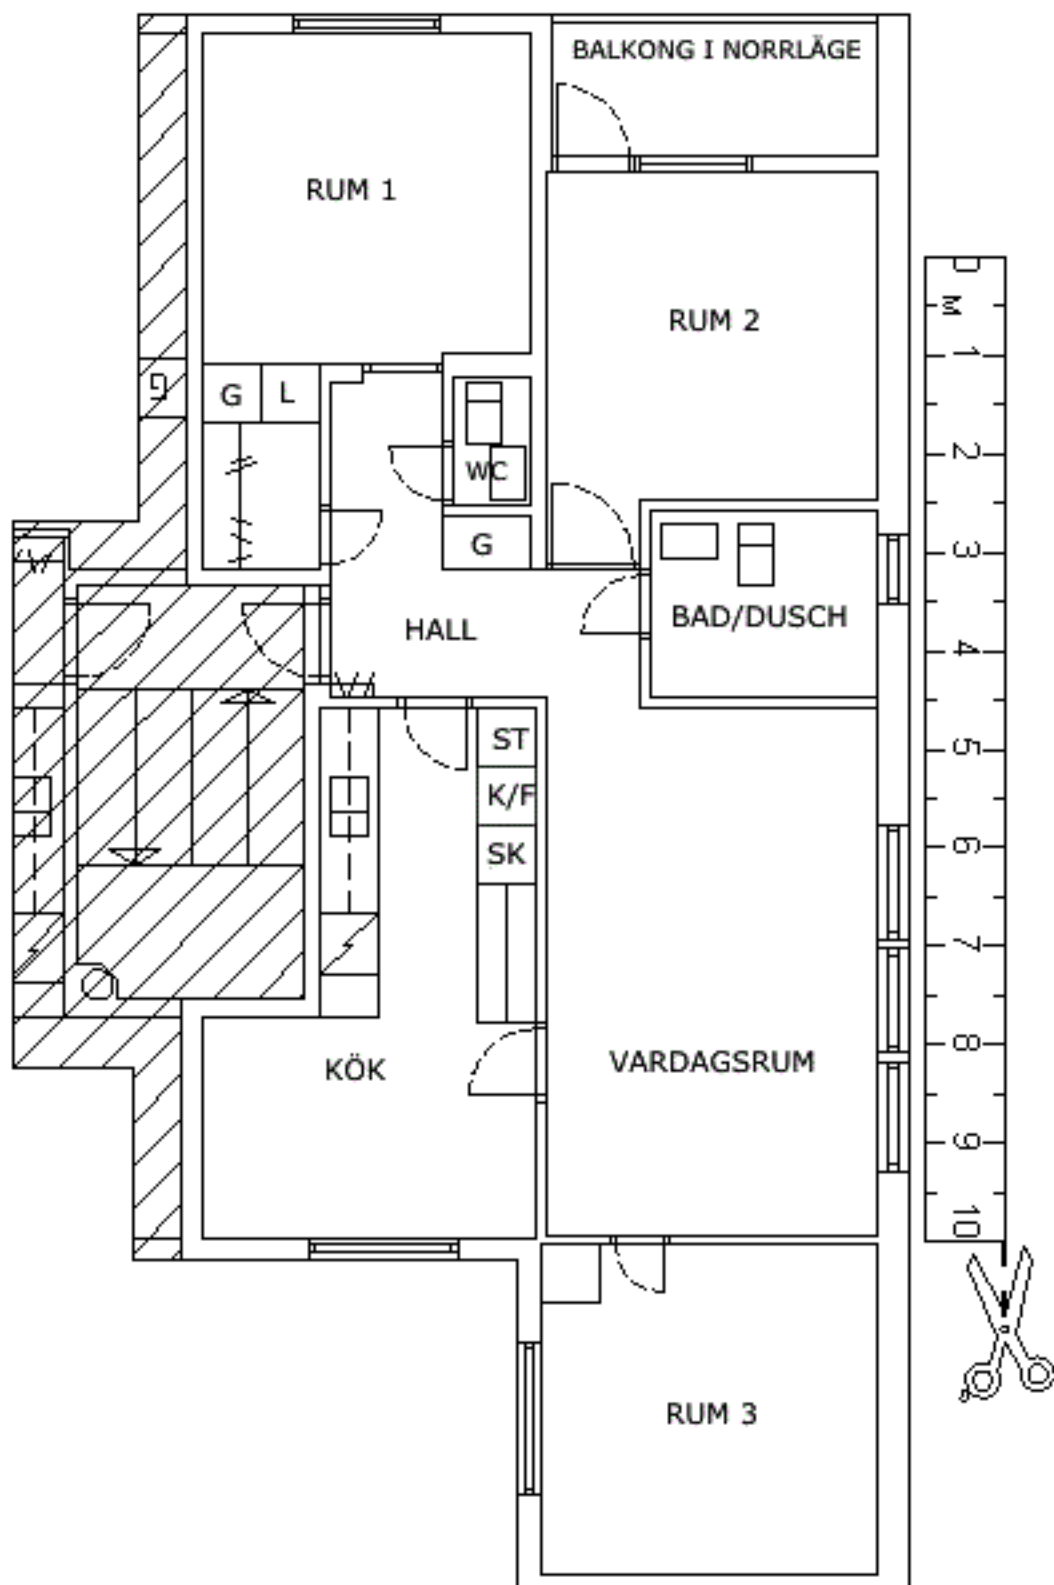 BALKONG I NORRLÄGE
RUM 1
RUM 2
G
L
G
WC
G
HALL
BAD/DUSCH
ST
K/F
SK
KÖK
VARDAGSRUM
RUM 3
0
M
1
2
3
4
5
6
7
8
9
10